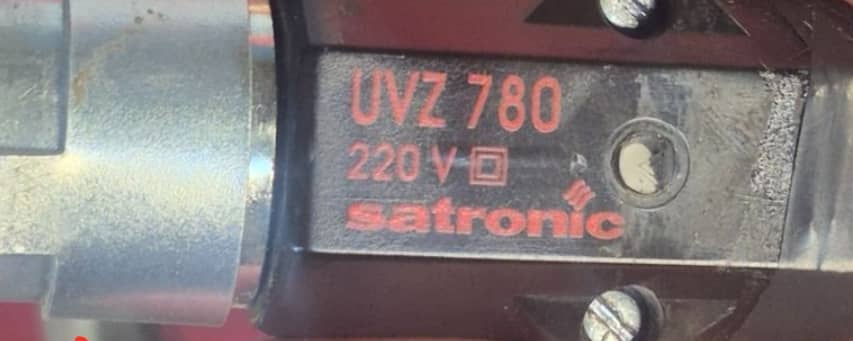 UVZ 780
220 V
satronic